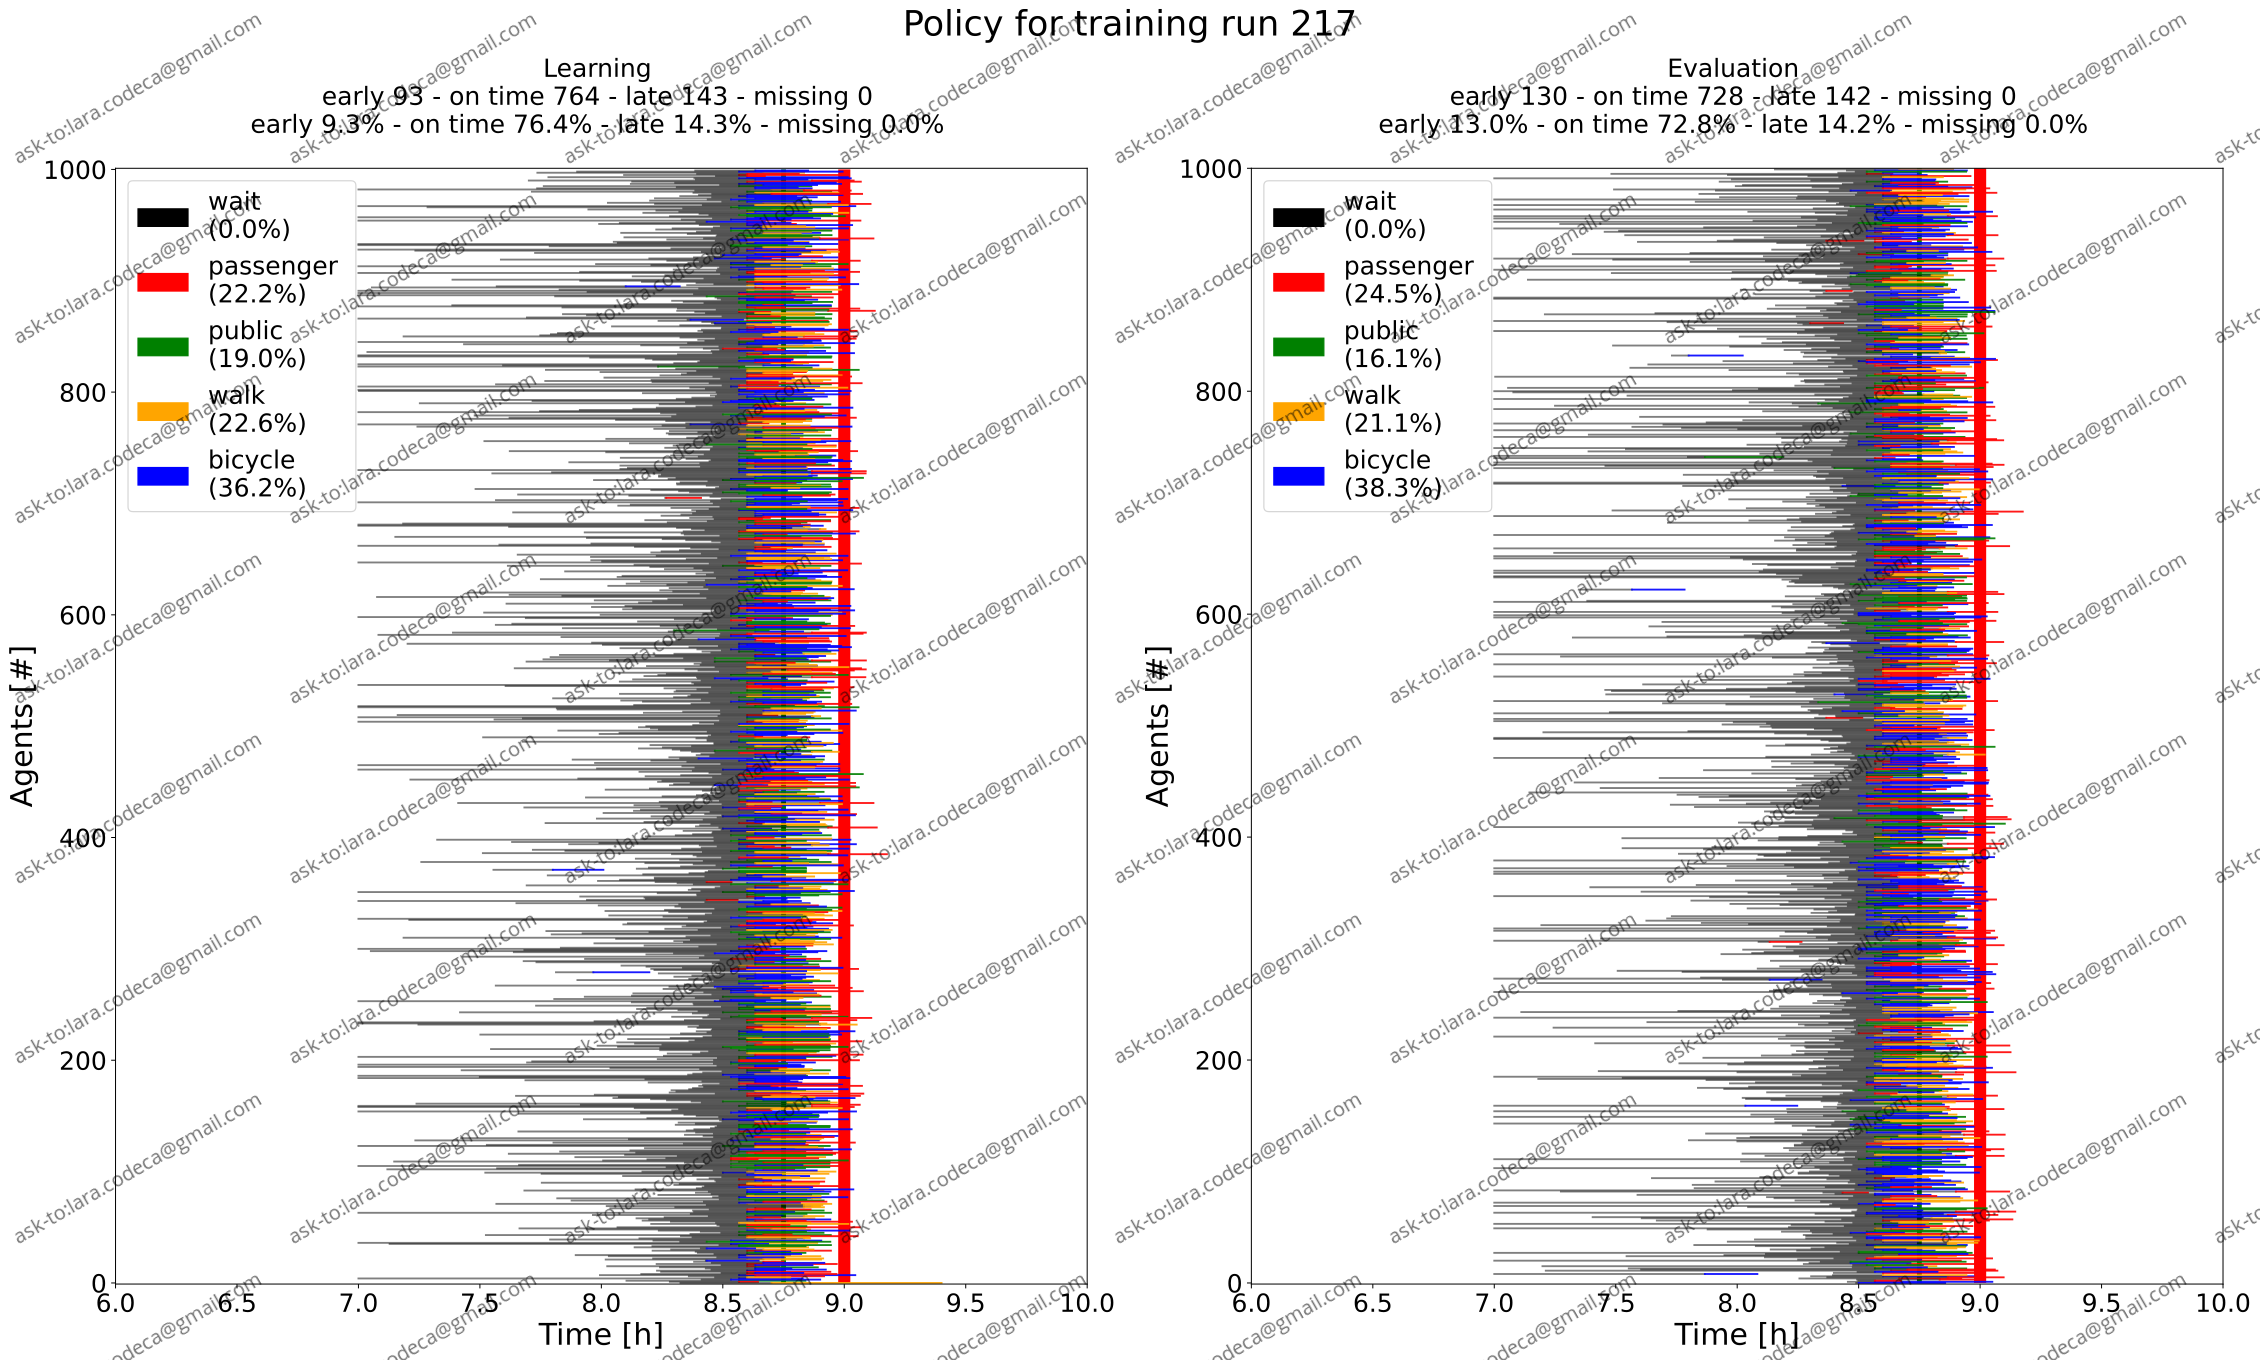 Policy for training run 217
Learning
early 93 - on time 764 - late 143 - missing 0
early 9.3% - on time 76.4% - late 14.3% - missing 0.0%
Evaluation
early 130 - on time 728 - late 142 - missing 0
early 13.0% - on time 72.8% - late 14.2% - missing 0.0%
wait
(0.0%)
passenger
(22.2%)
public
(19.0%)
walk
(22.6%)
bicycle
(36.2%)
Agents [#]
1000
800
600
400
200
0
6.0 6.5 7.0 7.5 8.0 8.5 9.0 9.5 10.0
Time [h]
wait
(0.0%)
passenger
(24.5%)
public
(16.1%)
walk
(21.1%)
bicycle
(38.3%)
Agents [#]
1000
800
600
400
200
0
6.0 6.5 7.0 7.5 8.0 8.5 9.0 9.5 10.0
Time [h]
ask-to:lara.codeca@gmail.com